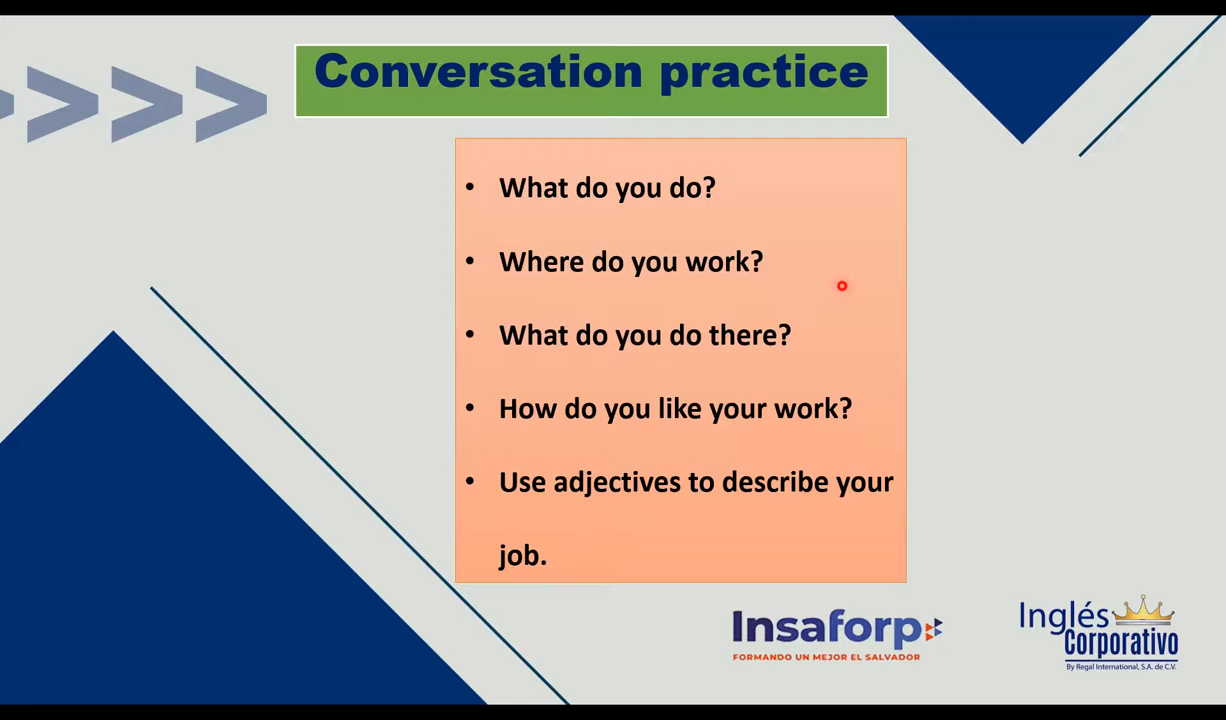 Conversation practice
• What do you do?
• Where do you work?
• What do you do there?
• How do you like your work?
• Use adjectives to describe your
job.
Insaforp
FORMANDO UN MEJOR EL SALVADOR
Inglés
Corporativo
By Regal International, S.A. de C.V.